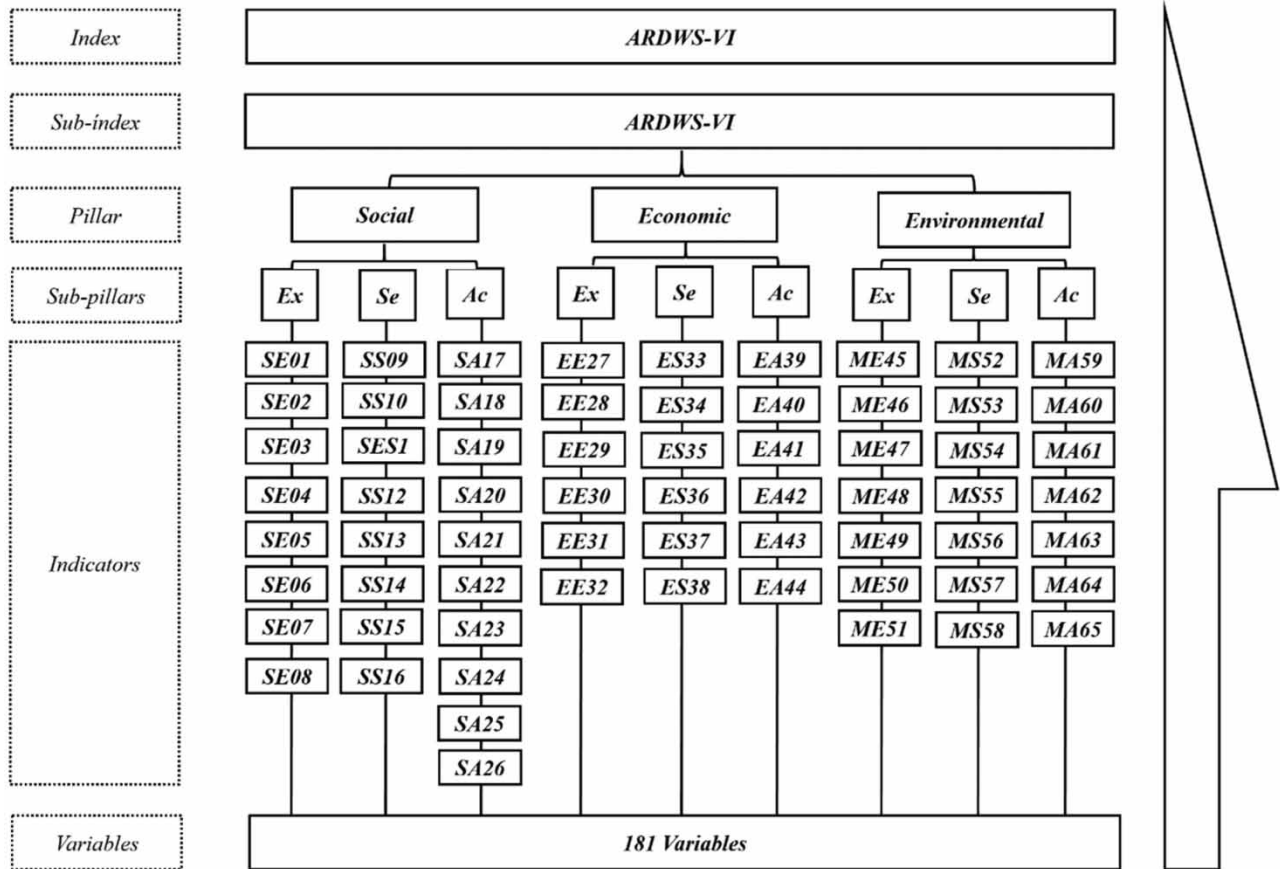 Index
ARDWS-VI
Sub-index
ARDWS-VI
Pillar
Social
Economic
Environmental
Sub-pillars
Ex
Se
Ac
Ex
Se
Ac
Ex
Se
Ac
Indicators
SE01
SS09
SA17
EE27
ES33
EA39
ME45
MS52
MA59
SE02
SS10
SA18
EE28
ES34
EA40
ME46
MS53
MA60
SE03
SES1
SA19
EE29
ES35
EA41
ME47
MS54
MA61
SE04
SS12
SA20
EE30
ES36
EA42
ME48
MS55
MA62
SE05
SS13
SA21
EE31
ES37
EA43
ME49
MS56
MA63
SE06
SS14
SA22
EE32
ES38
EA44
ME50
MS57
MA64
SE07
SS15
SA23
ME51
MS58
MA65
SE08
SS16
SA24
SA25
SA26
Variables
181 Variables